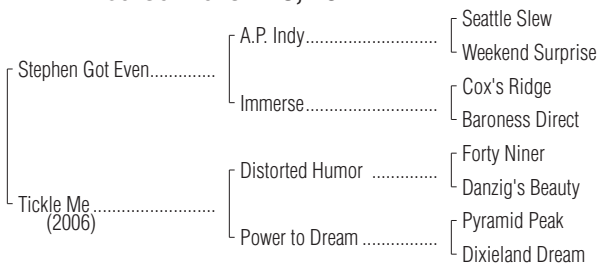 Seattle Slew
A.P. Indy..............................
Weekend Surprise
Stephen Got Even...............
Cox's Ridge
Immerse..............................
Baroness Direct
Forty Niner
Distorted Humor ...............
Danzig's Beauty
Tickle Me............................
(2006)
Pyramid Peak
Power to Dream .................
Dixieland Dream